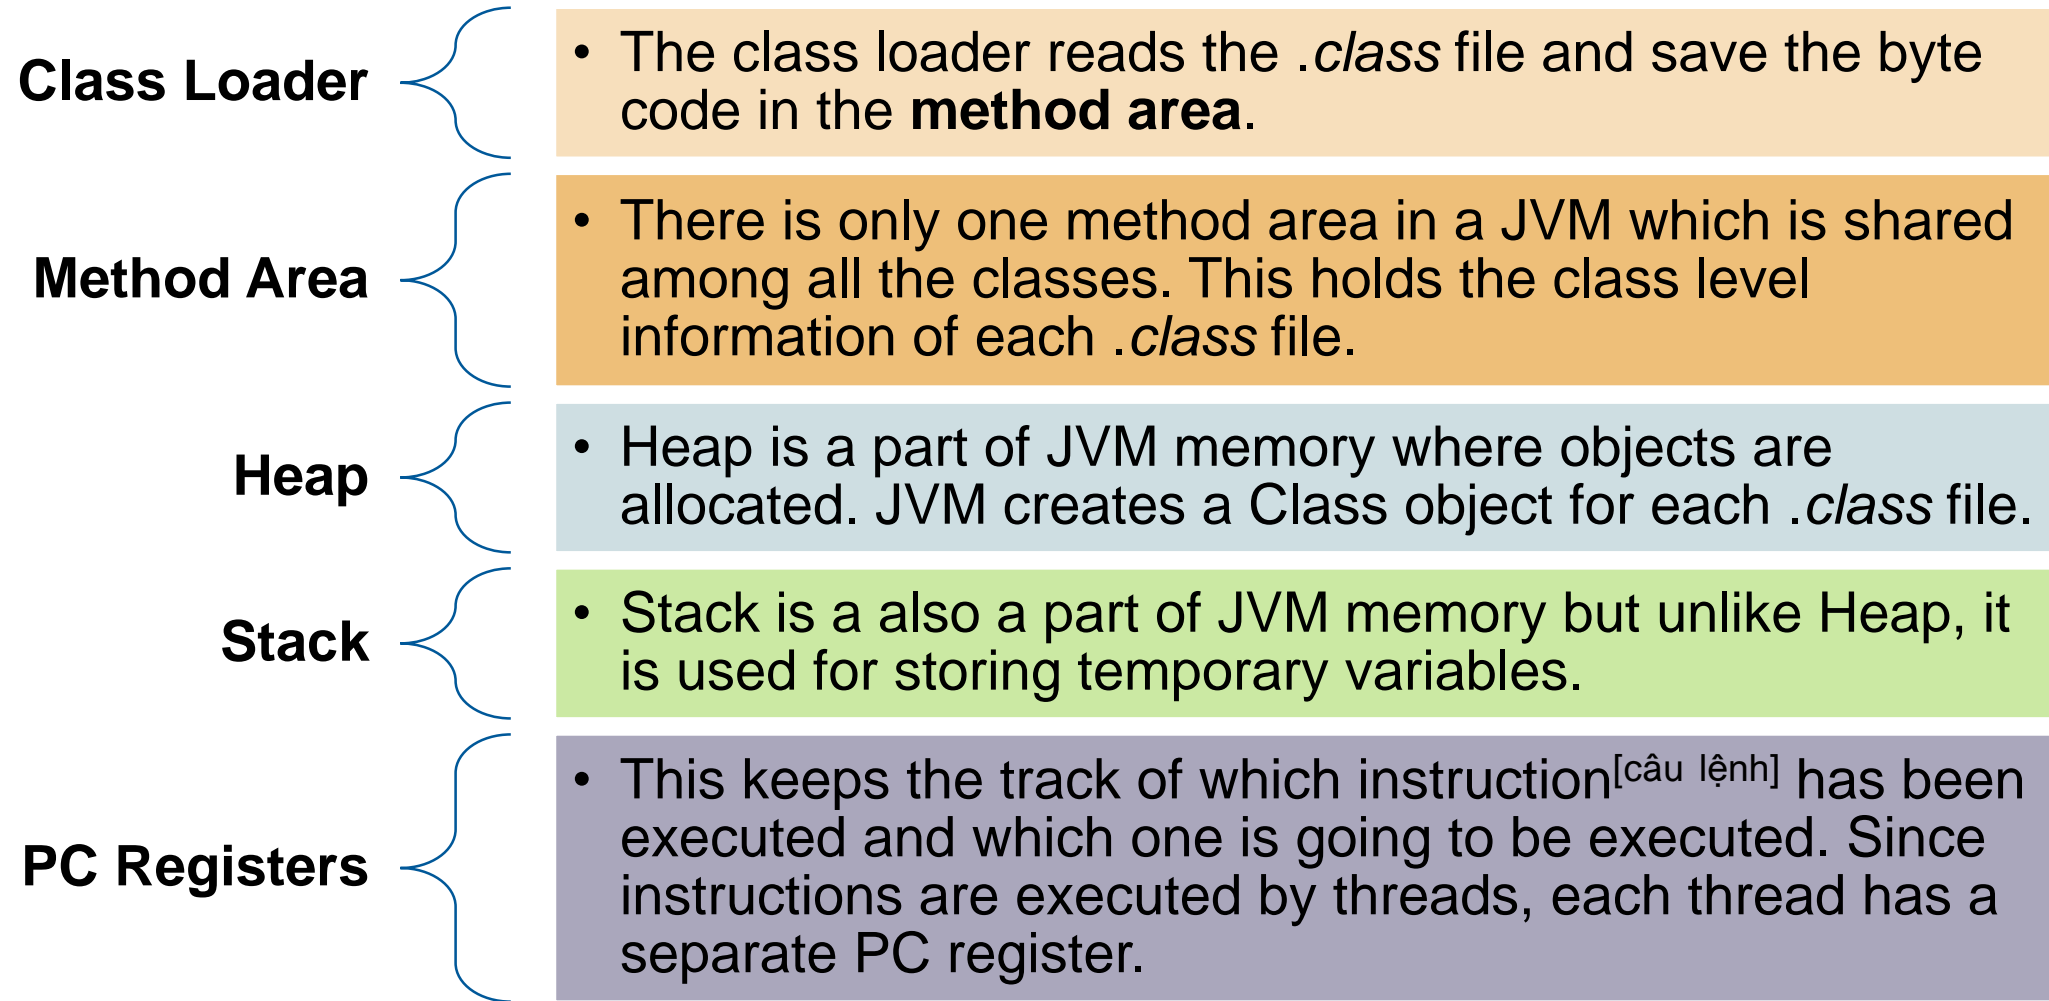 Class Loader
• The class loader reads the .class file and save the byte
code in the method area.
Method Area
• There is only one method area in a JVM which is shared
among all the classes. This holds the class level
information of each .class file.
Heap
• Heap is a part of JVM memory where objects are
allocated. JVM creates a Class object for each .class file.
Stack
• Stack is a also a part of JVM memory but unlike Heap, it
is used for storing temporary variables.
PC Registers
• This keeps the track of which instruction[câu lệnh] has been
executed and which one is going to be executed. Since
instructions are executed by threads, each thread has a
separate PC register.